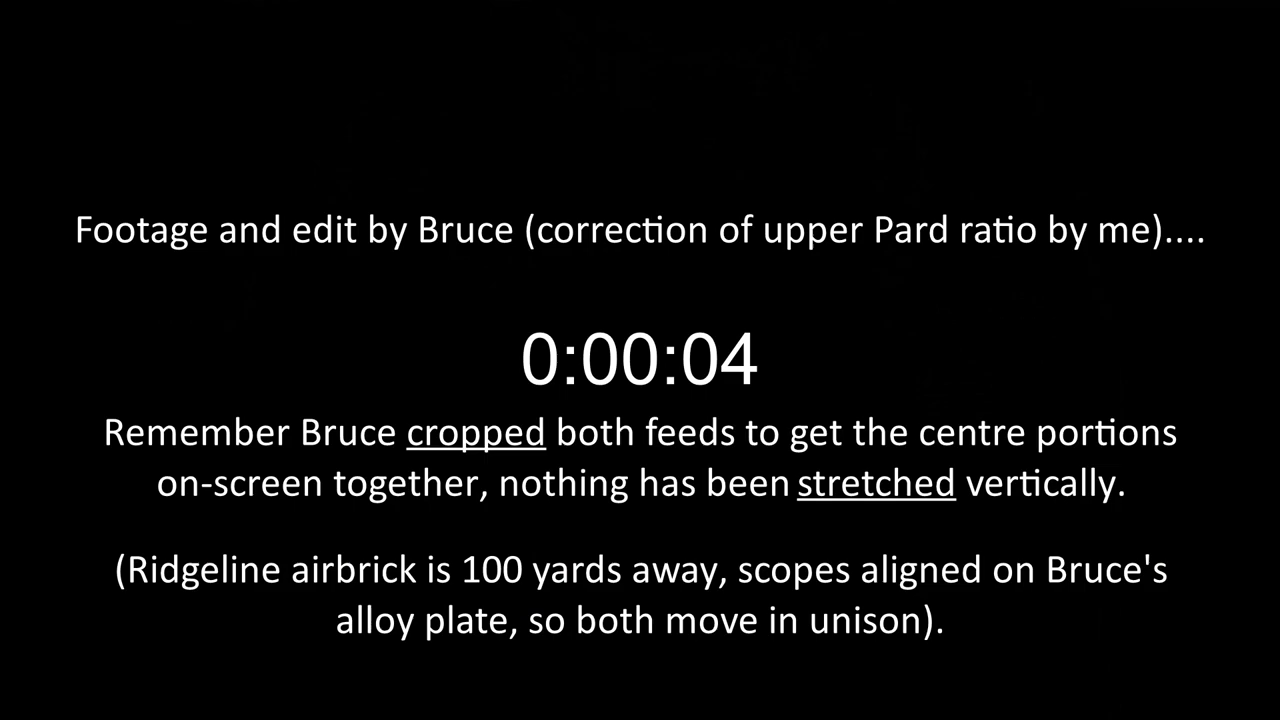 Footage and edit by Bruce (correction of upper Pard ratio by me)....
0:00:04
Remember Bruce cropped both feeds to get the centre portions
on-screen together, nothing has been stretched vertically.
(Ridgeline airbrick is 100 yards away, scopes aligned on Bruce's
alloy plate, so both move in unison).